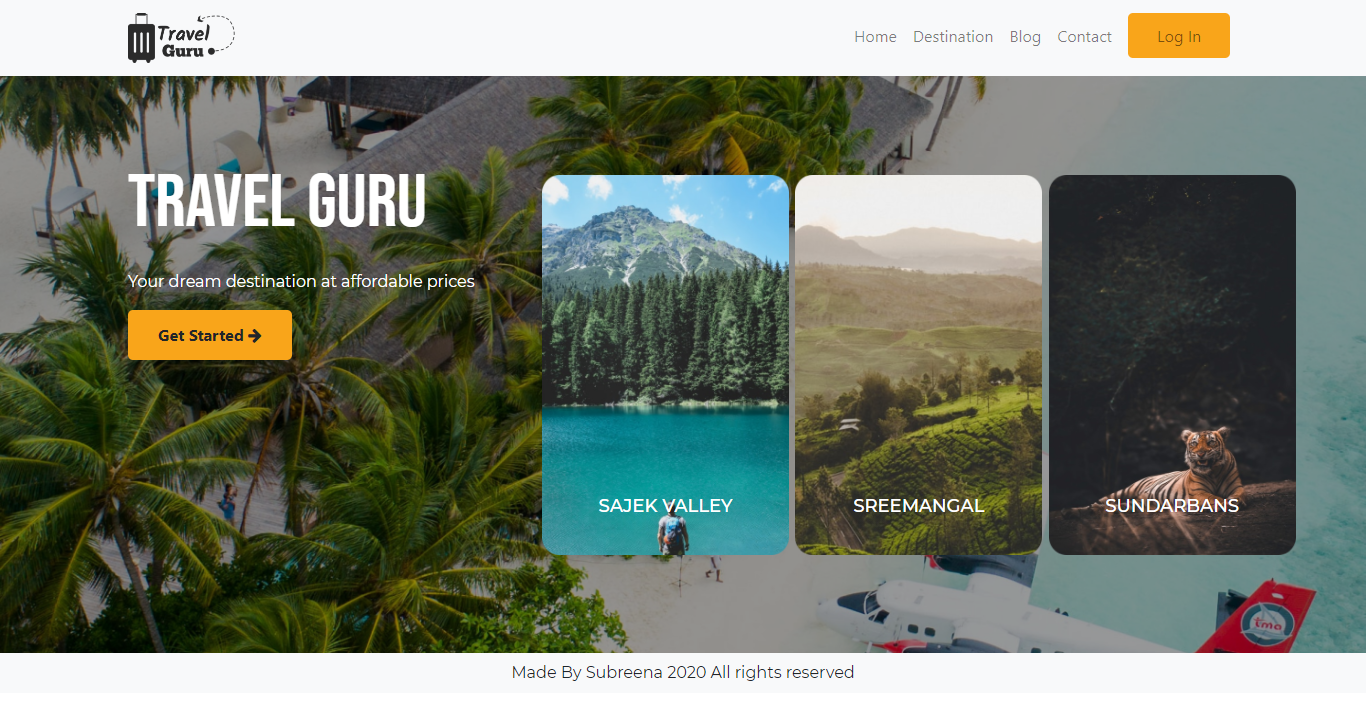 Travel
Guru
Home Destination Blog Contact Log In
TRAVEL GURU
Your dream destination at affordable prices
Get Started
SAJEK VALLEY
SREEMANGAL
SUNDARBANS
tma
Made By Subreena 2020 All rights reserved